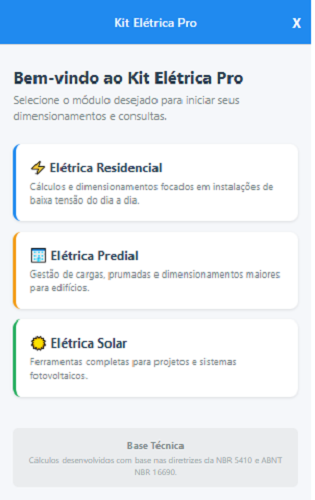 Kit Elétrica Pro X
Bem-vindo ao Kit Elétrica Pro
Selecione o módulo desejado para iniciar seus
dimensionamentos e consultas.
Elétrica Residencial
Cálculos e dimensionamentos focados em instalações de
baixa tensão do dia a dia.
Elétrica Predial
Gestão de cargas, prumadas e dimensionamentos maiores
para edifícios.
Elétrica Solar
Ferramentas completas para projetos e sistemas
fotovoltaicos.
Base Técnica
Cálculos desenvolvidos com base nas diretrizes da NBR 5410 e ABNT
NBR 16690.